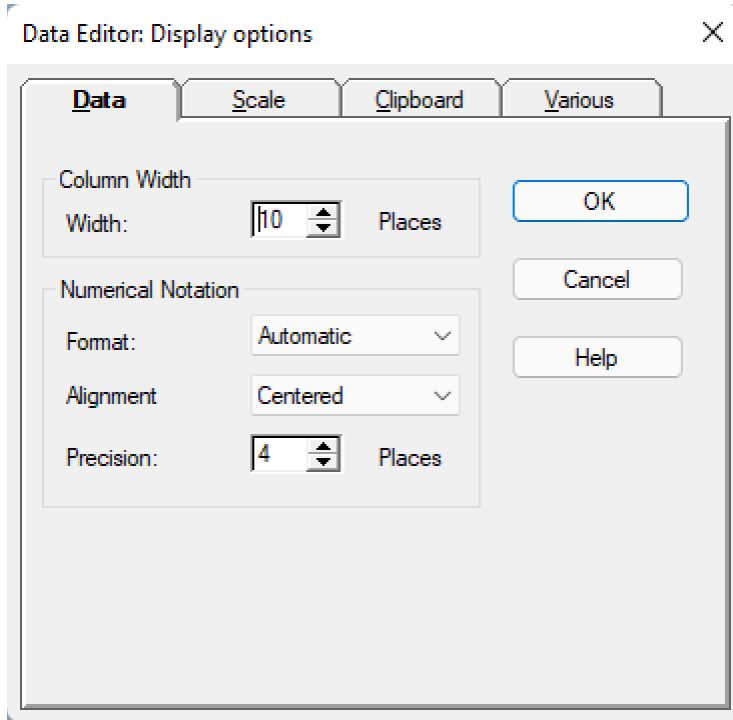 Data Editor: Display options
Data Scale Clipboard Various
Column Width
Width: 10 Places
OK
Cancel
Numerical Notation
Format: Automatic
Help
Alignment Centered
Precision: 4 Places